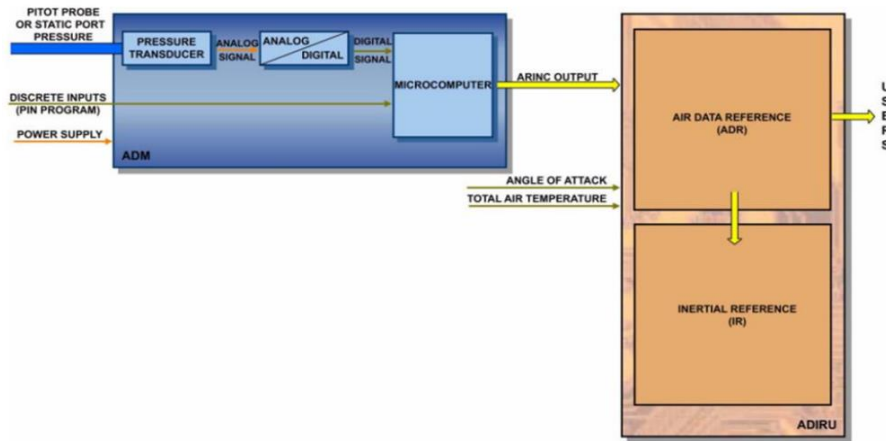 PITOT PROBE
OR STATIC PORT
PRESSURE
PRESSURE
TRANSDUCER
ANALOG
SIGNAL
ANALOG
DIGITAL
DIGITAL
SIGNAL
MICROCOMPUTER
ARINC OUTPUT
DISCRETE INPUTS
(PIN PROGRAM)
POWER SUPPLY
ADM
AIR DATA REFERENCE
(ADR)
U
S
E
R
S
ANGLE OF ATTACK
TOTAL AIR TEMPERATURE
INERTIAL REFERENCE
(IR)
ADIRU